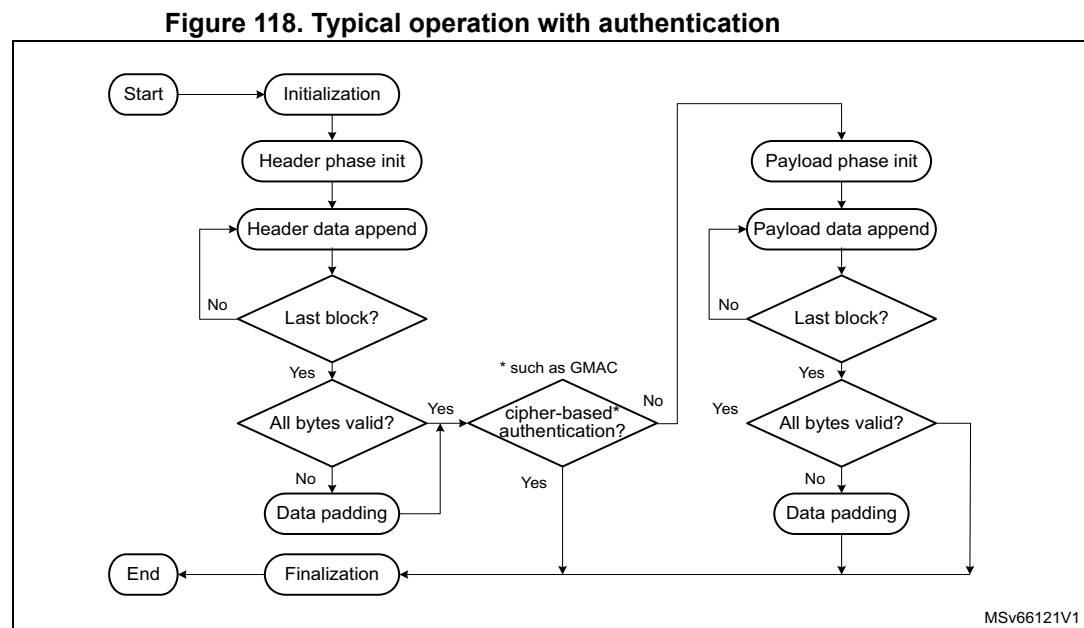 Figure 118. Typical operation with authentication
Start
Initialization
Header phase init
Header data append
No
Last block?
Yes
All bytes valid?
Yes
No
Data padding
* such as GMAC
cipher-based*
authentication?
No
Yes
Payload phase init
Payload data append
No
Last block?
Yes
Yes
All bytes valid?
No
Data padding
End
Finalization
MSv66121V1